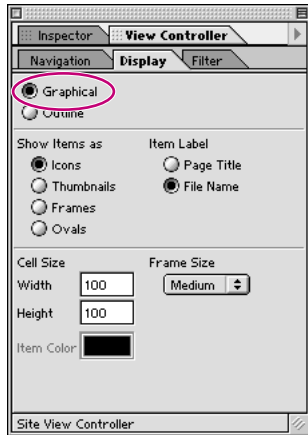 Inspector View Controller
Navigation Display Filter
Graphical
Outline
Show Items as Item Label
Icons Page Title
Thumbnails File Name
Frames
Ovals
Cell Size Frame Size
Width 100 Medium
Height 100
Item Color
Site View Controller